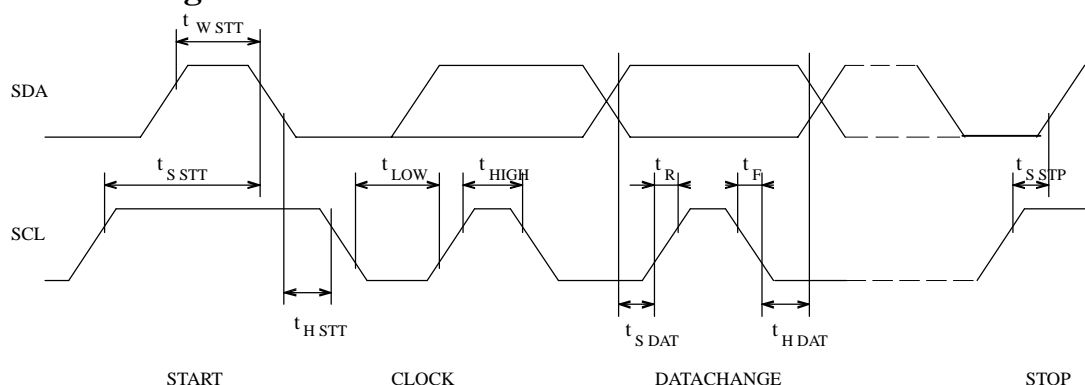 t W STT
SDA
t S STT
t LOW
t HIGH
t R
t F
t S STP
SCL
t H STT
t S DAT
t H DAT
START CLOCK DATACHANGE STOP